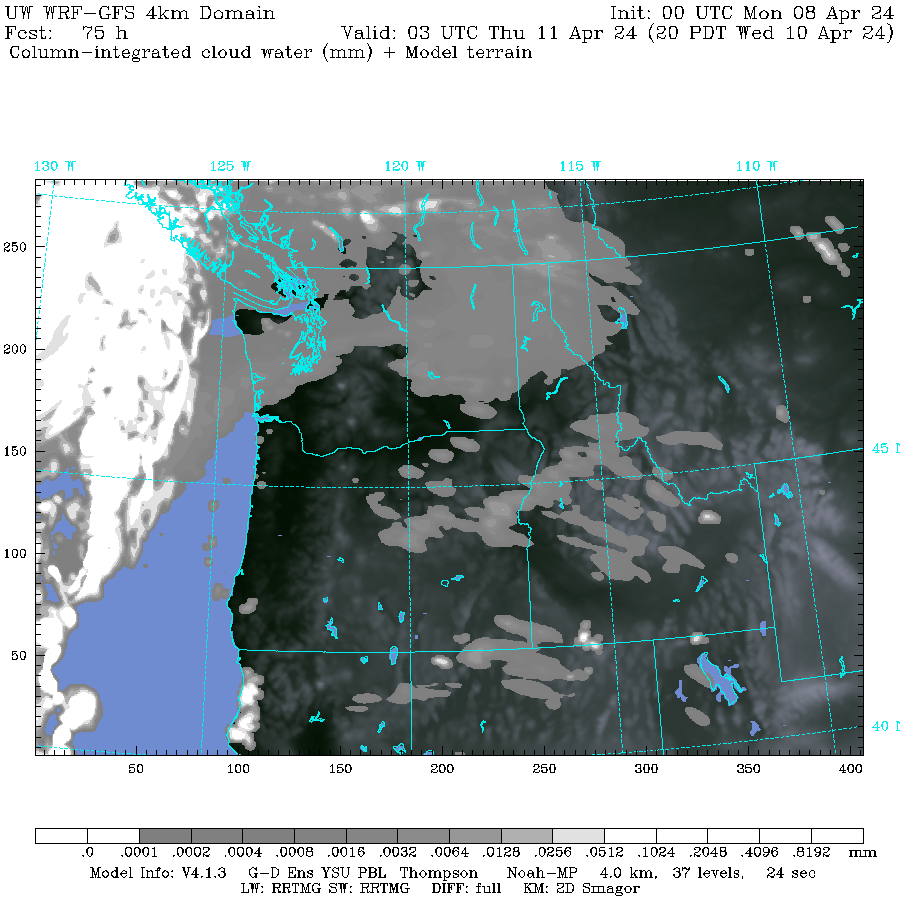 UW WRF-GFS 4km Domain Init: 00 UTC Mon 08 Apr 24
Fcst: 75 h Valid: 03 UTC Thu 11 Apr 24 (20 PDT Wed 10 Apr 24)
Column-integrated cloud water (mm) + Model terrain
130 W 125 W 120 W 115 W 110 W
250
200
150
45 N
100
50
40 N
50 100 150 200 250 300 350 400
.0 .0001 .0002 .0004 .0008 .0016 .0032 .0064 .0128 .0256 .0512 .1024 .2048 .4096 .8192 mm
Model Info: V4.1.3 G-D Ens YSU PBL Thompson Noah-MP 4.0 km, 37 levels, 24 sec
LW: RRTMG SW: RRTMG DIFF: full KM: 2D Smagor